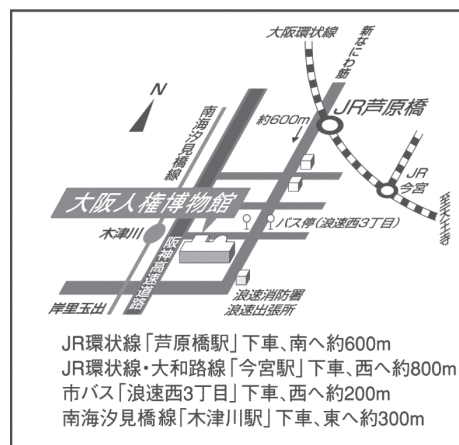 大阪環状線
新なにわ筋
N
JR芦原橋
約600m
南海汐見橋線
JR
今宮
大阪人権博物館
至天王寺
バス停(浪速西3丁目)
木津川
阪神高速道路
浪速消防署
浪速出張所
岸里玉出
JR環状線「芦原橋駅」下車、南へ約600m
JR環状線・大和路線「今宮駅」下車、西へ約800m
市バス「浪速西3丁目」下車、西へ約200m
南海汐見橋線「木津川駅」下車、東へ約300m